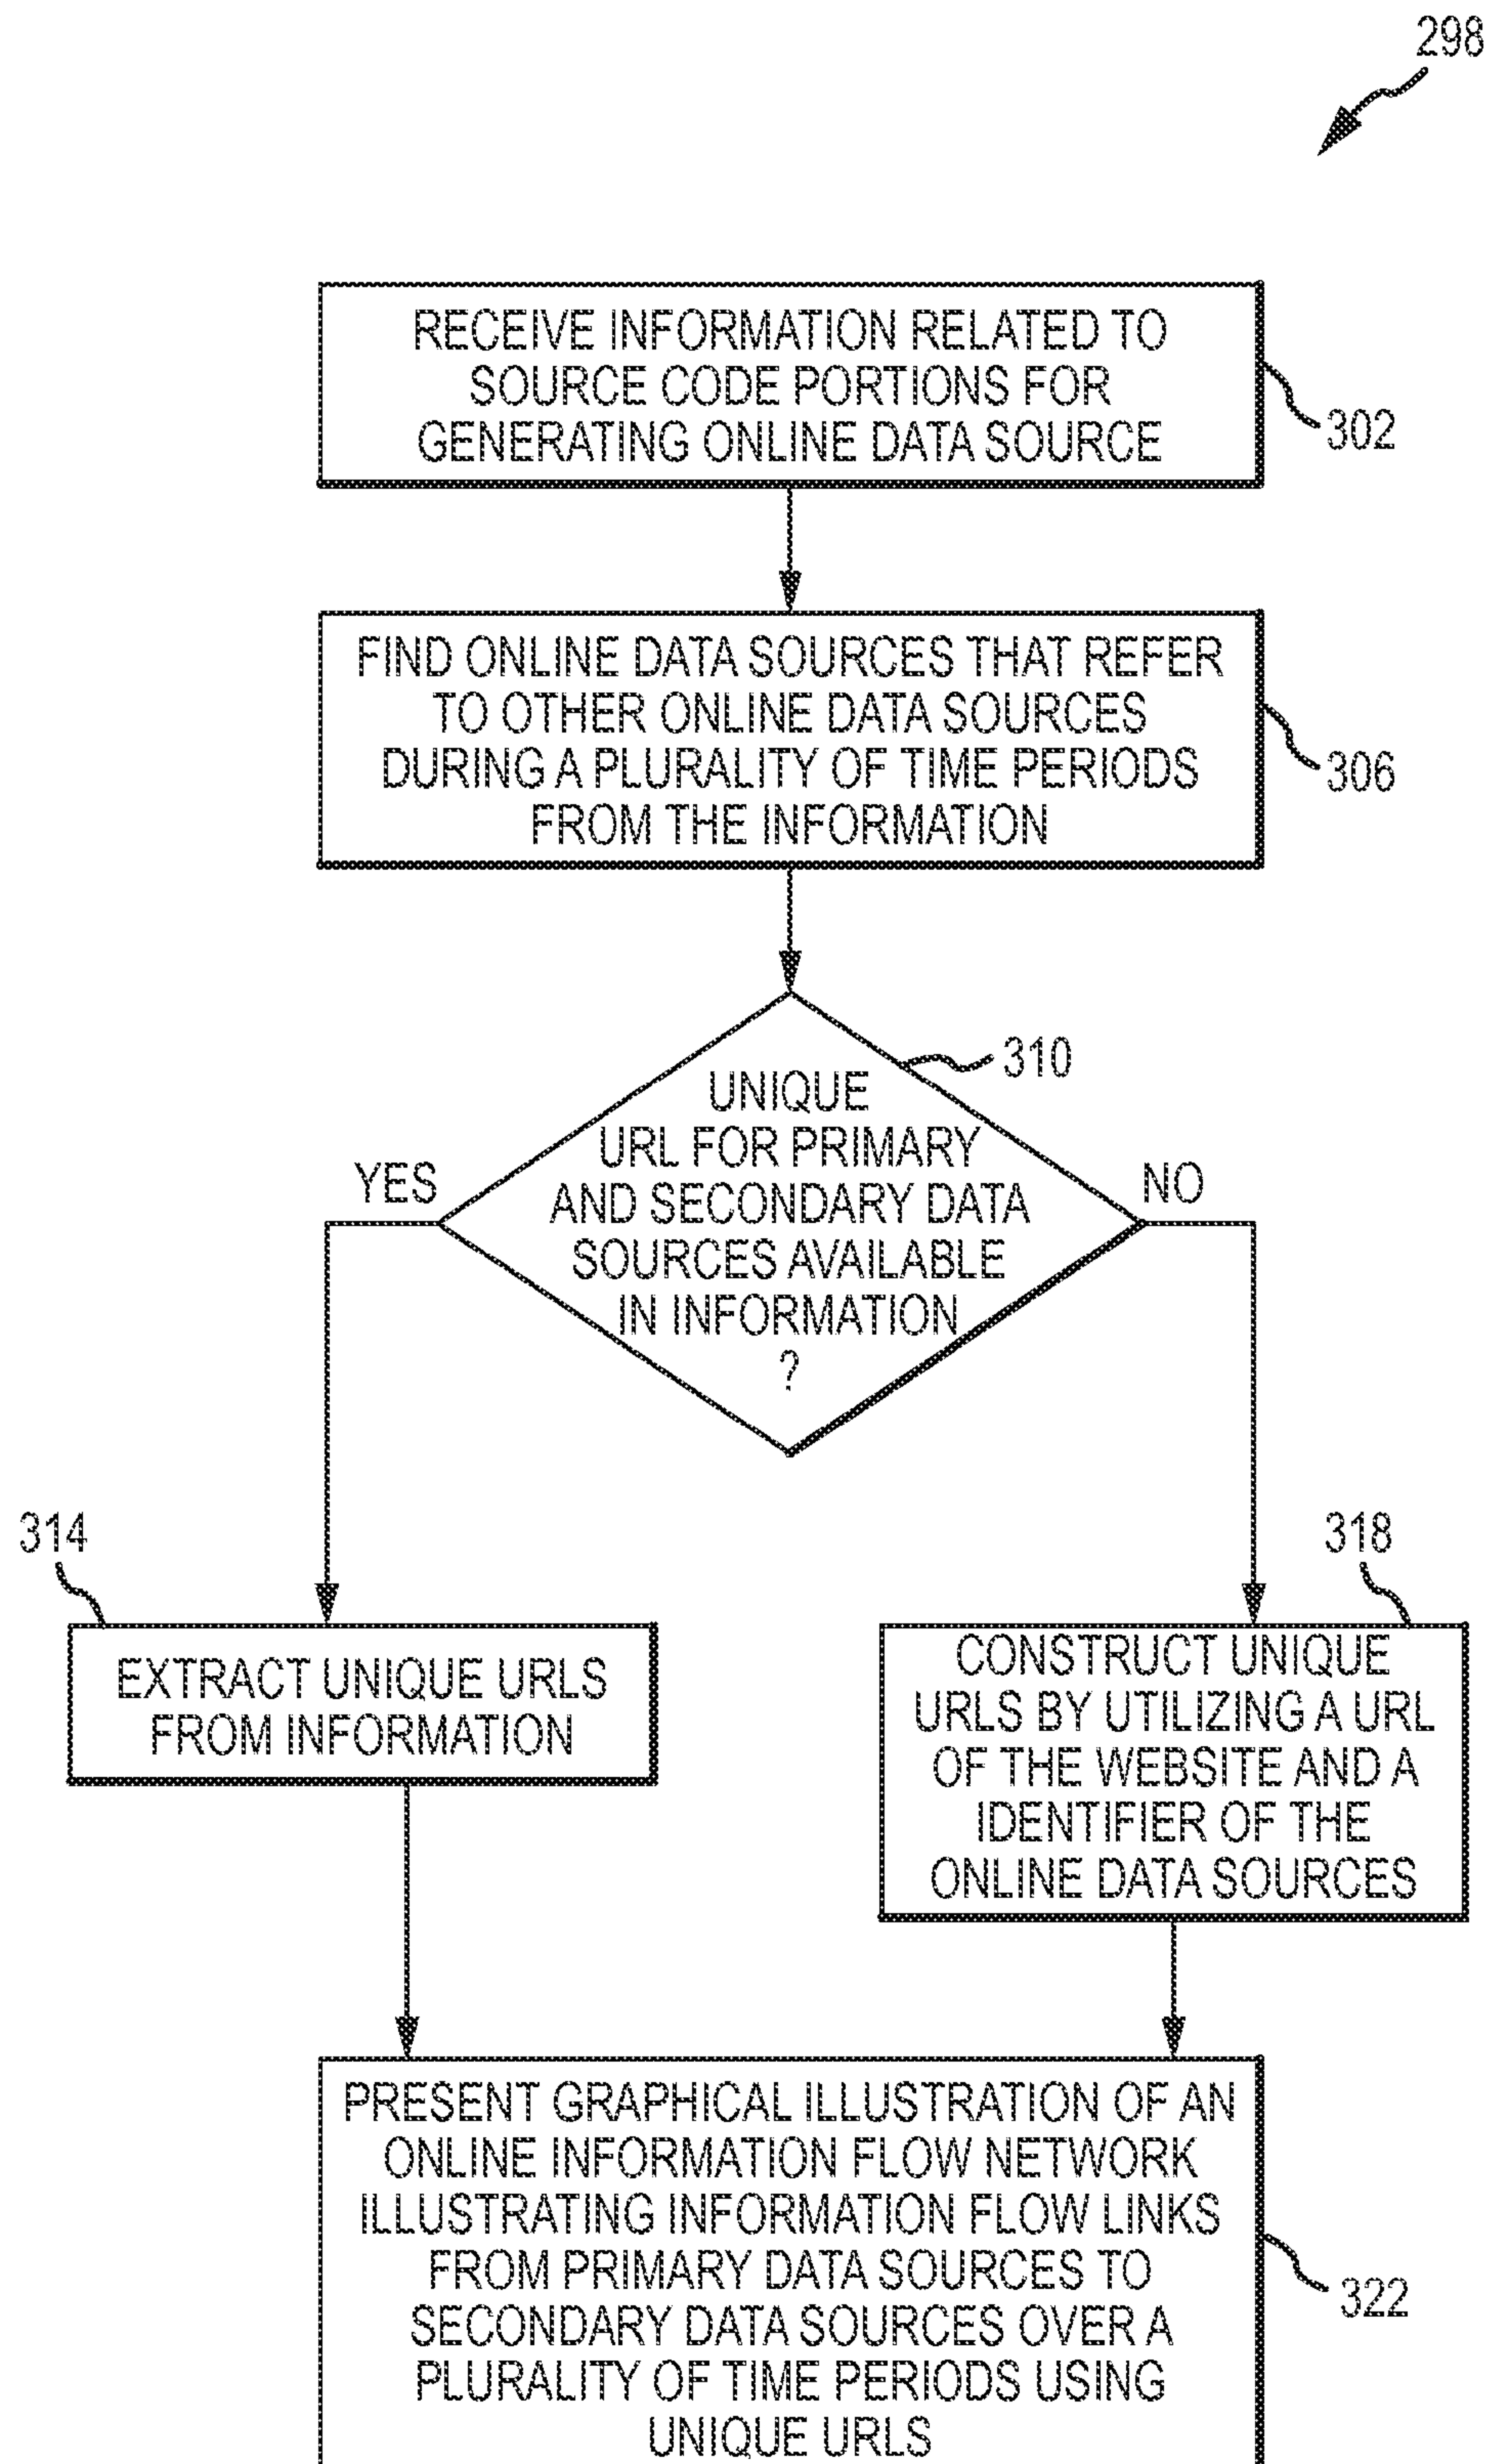 298
RECEIVE INFORMATION RELATED TO
SOURCE CODE PORTIONS FOR
GENERATING ONLINE DATA SOURCE
302
FIND ONLINE DATA SOURCES THAT REFER
TO OTHER ONLINE DATA SOURCES
DURING A PLURALITY OF TIME PERIODS
FROM THE INFORMATION
306
310
UNIQUE
URL FOR PRIMARY
AND SECONDARY DATA
SOURCES AVAILABLE
IN INFORMATION
?
YES
NO
314
EXTRACT UNIQUE URLS
FROM INFORMATION
318
CONSTRUCT UNIQUE
URLS BY UTILIZING A URL
OF THE WEBSITE AND A
IDENTIFIER OF THE
ONLINE DATA SOURCES
PRESENT GRAPHICAL ILLUSTRATION OF AN
ONLINE INFORMATION FLOW NETWORK
ILLUSTRATING INFORMATION FLOW LINKS
FROM PRIMARY DATA SOURCES TO
SECONDARY DATA SOURCES OVER A
PLURALITY OF TIME PERIODS USING
UNIQUE URLS
322